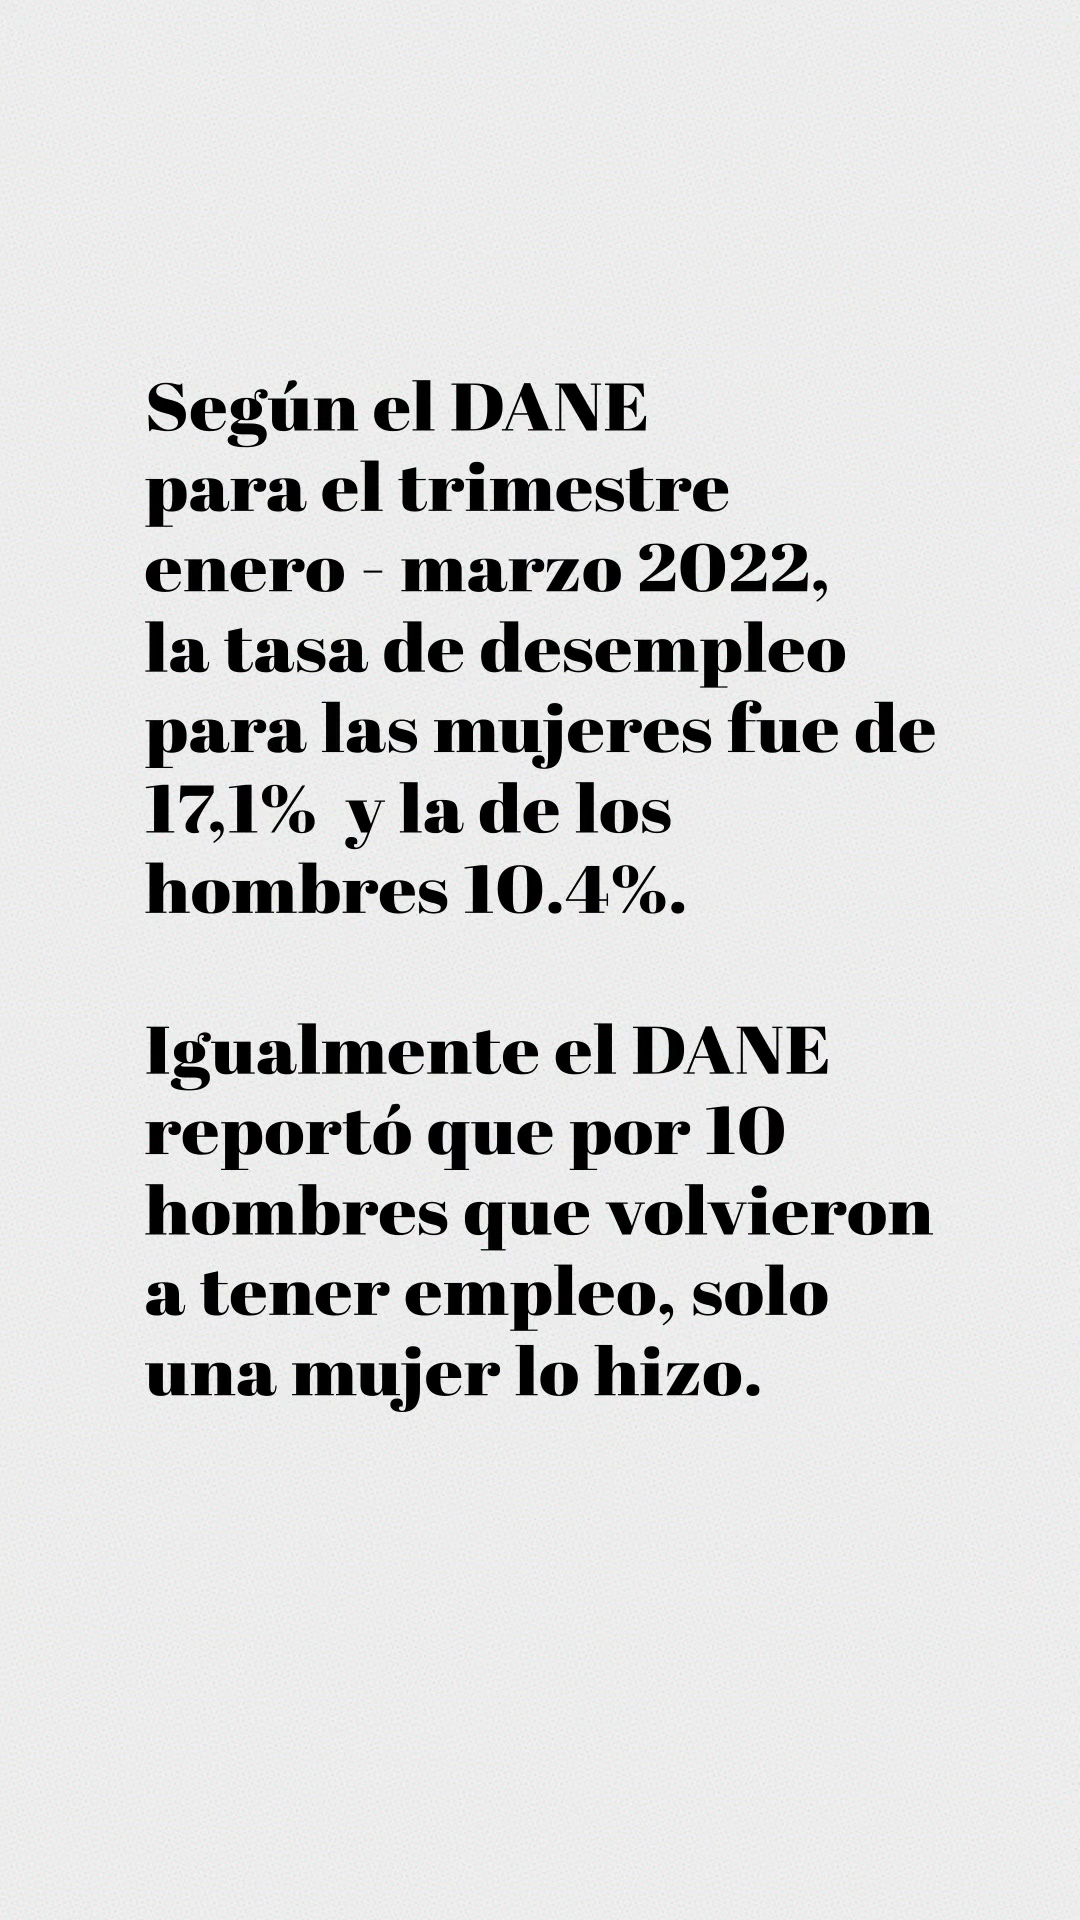 Según el DANE
para el trimestre
enero - marzo 2022,
la tasa de desempleo
para las mujeres fue de
17,1%  y la de los
hombres 10.4%.

Igualmente el DANE
reportó que por 10
hombres que volvieron
a tener empleo, solo
una mujer lo hizo.